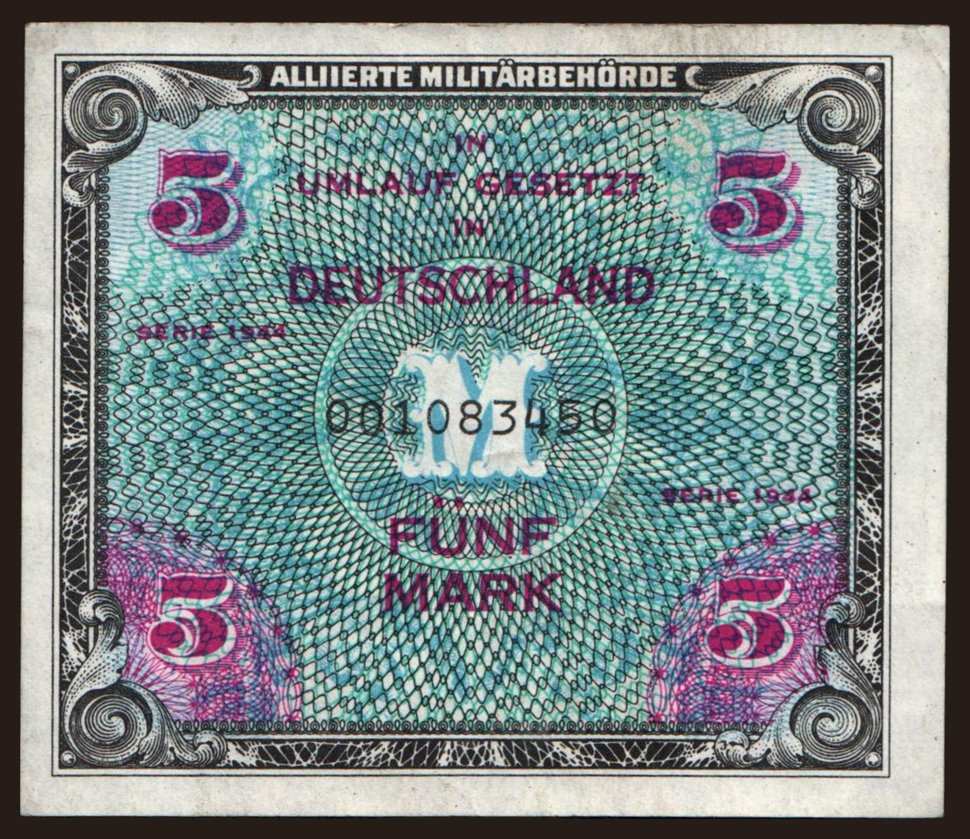 ALLIIERTE MILITÄRBEHÖRDE
5 5
IN
UMLAUF GESETZT
IN
DEUTSCHLAND
SERIE 1944
M
001083450
SERIE 1944
FÜNF
MARK
5 5